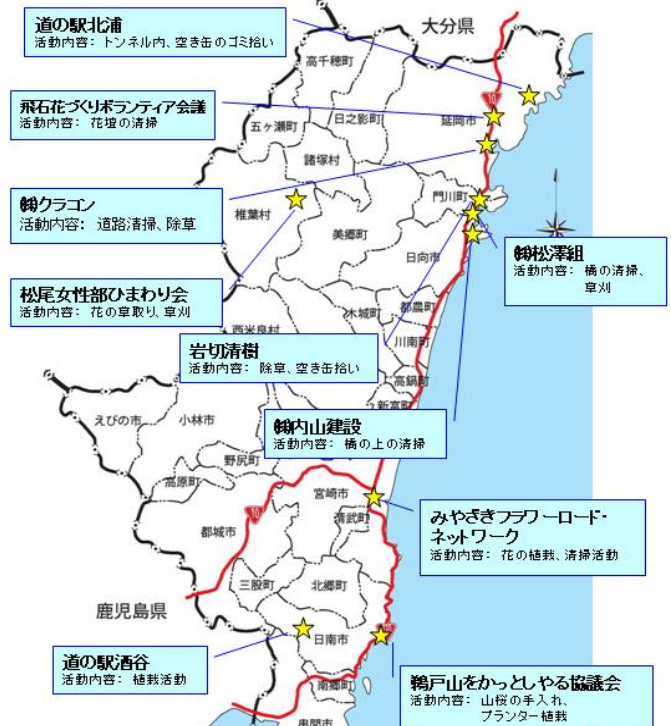 道の駅北浦
活動内容： トンネル内、空き缶のゴミ拾い
大分県
高千穂町
飛石花づくりボランティア会議
活動内容： 花壇の清掃
10
延岡市
五ヶ瀬町
日之影町
諸塚村
㈱クラコン
活動内容： 道路清掃、除草
椎葉村
門川町
美郷町
日向市
㈱松澤組
活動内容： 橋の清掃、
草刈
松尾女性部ひまわり会
活動内容： 花の草取り、草刈
西米良村
木城町
都農町
川南町
岩切清樹
活動内容： 除草、空き缶拾い
高鍋町
新富町
㈱内山建設
活動内容： 橋の上の清掃
えびの市
小林市
野尻町
高原町
宮崎市
清武町
10
都城市
みやざきフラワーロード・
ネットワーク
活動内容： 花の植栽、清掃活動
三股町
北郷町
鹿児島県
日南市
道の駅酒谷
活動内容： 植栽活動
鵜戸山をかっとしやる協議会
活動内容： 山桜の手入れ、
プランター植栽
南郷町
串間市